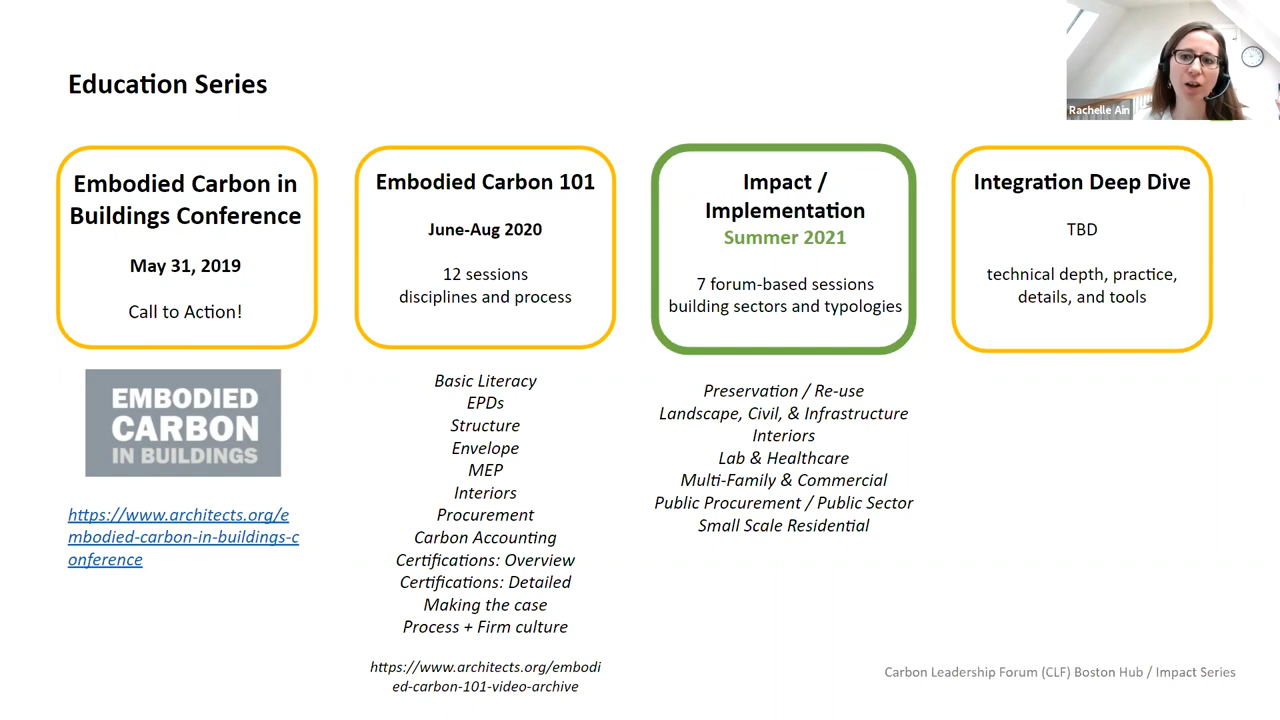 Education Series
Rachelle Ain
Embodied Carbon in
Buildings Conference
May 31, 2019
Call to Action!
EMBODIED
CARBON
IN BUILDINGS
https://www.architects.org/e
mbodied-carbon-in-buildings-c
onference
Embodied Carbon 101
June-Aug 2020
12 sessions
disciplines and process
Basic Literacy
EPDs
Structure
Envelope
MEP
Interiors
Procurement
Carbon Accounting
Certifications: Overview
Certifications: Detailed
Making the case
Process + Firm culture
https://www.architects.org/embodi
ed-carbon-101-video-archive
Impact /
Implementation
Summer 2021
7 forum-based sessions
building sectors and typologies
Preservation / Re-use
Landscape, Civil, & Infrastructure
Interiors
Lab & Healthcare
Multi-Family & Commercial
Public Procurement / Public Sector
Small Scale Residential
Integration Deep Dive
TBD
technical depth, practice,
details, and tools
Carbon Leadership Forum (CLF) Boston Hub / Impact Series